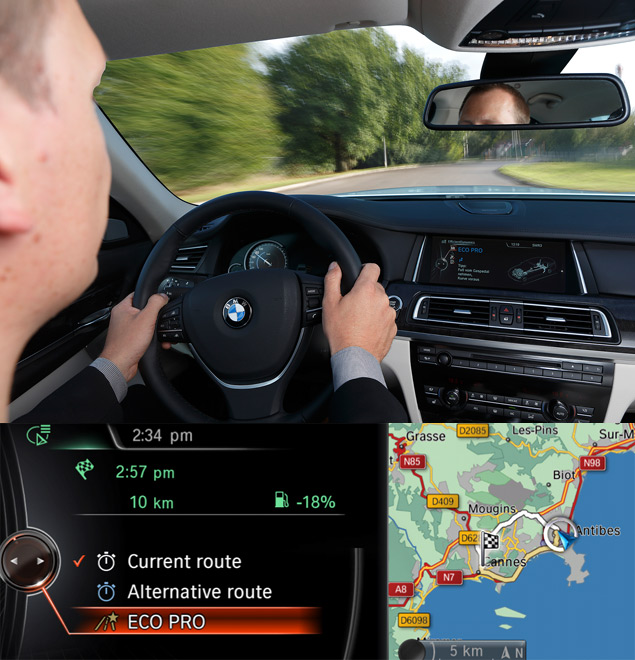 BMW
ECO PRO
2:34 pm
2:57 pm
10 km
-18%
Current route
Alternative route
ECO PRO
Grasse
D2085
Les-Pins
Sur-M
N85
N98
Biot
D409
Mougins
D62
Antibes
annes
N7
A8
D6098
5 km
N